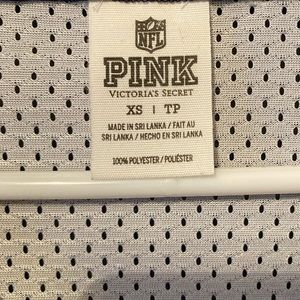 NFL
PINK
VICTORIA'S SECRET
XS | TP
MADE IN SRI LANKA / FAIT AU
SRI LANKA / HECHO EN SRI LANKA
100% POLYESTER / POLIÉSTER